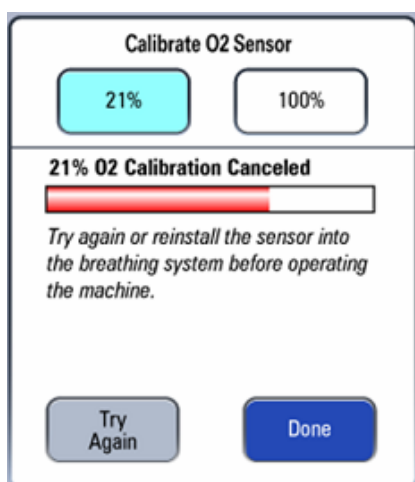 Calibrate O2 Sensor
21%
100%
21% O2 Calibration Canceled
Try again or reinstall the sensor into
the breathing system before operating
the machine.
Try
Again
Done